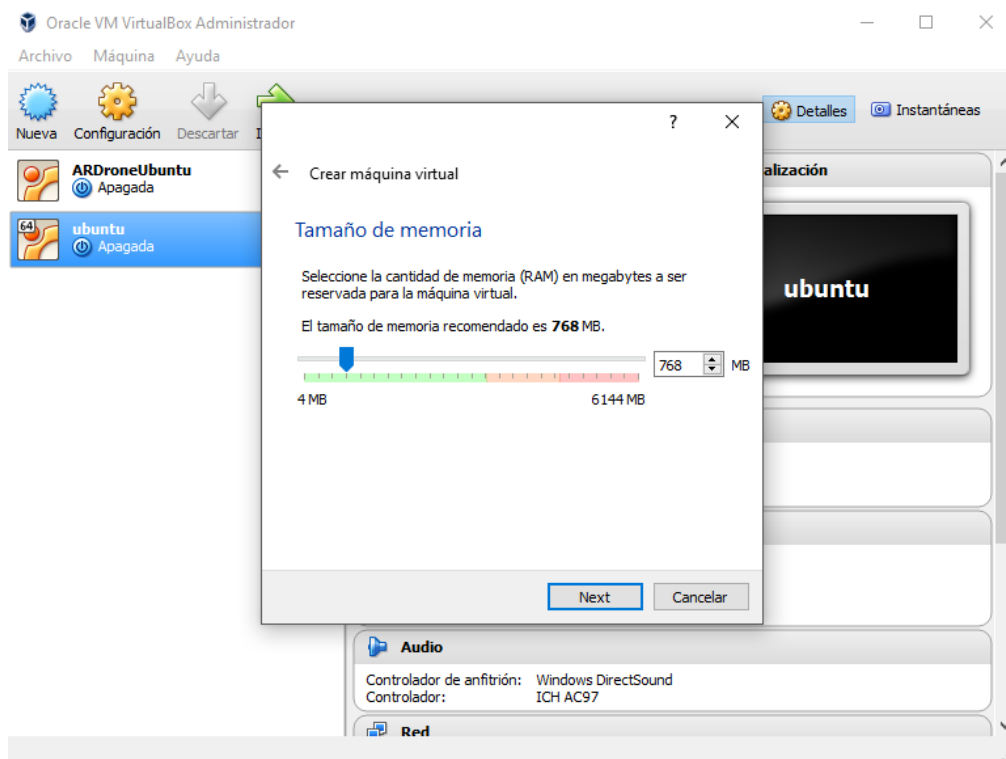 Oracle VM VirtualBox Administrador
Archivo Máquina Ayuda
Nueva Configuración Descartar I
Detalles Instantáneas
ARDroneUbuntu
Apagada
64
ubuntu
Apagada
alización
ubuntu
?
Crear máquina virtual
Tamaño de memoria
Seleccione la cantidad de memoria (RAM) en megabytes a ser
reservada para la máquina virtual.
El tamaño de memoria recomendado es 768 MB.
768 MB
4 MB 6144 MB
Next Cancelar
Audio
Controlador de anfitrión: Windows DirectSound
Controlador: ICH AC97
Red